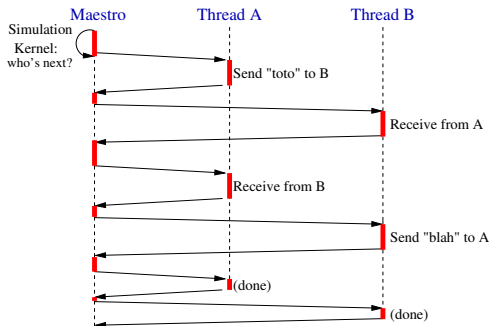 Maestro Thread A Thread B
Simulation
Kernel:
who's next?
Send "toto" to B
Receive from A
Receive from B
Send "blah" to A
(done)
(done)